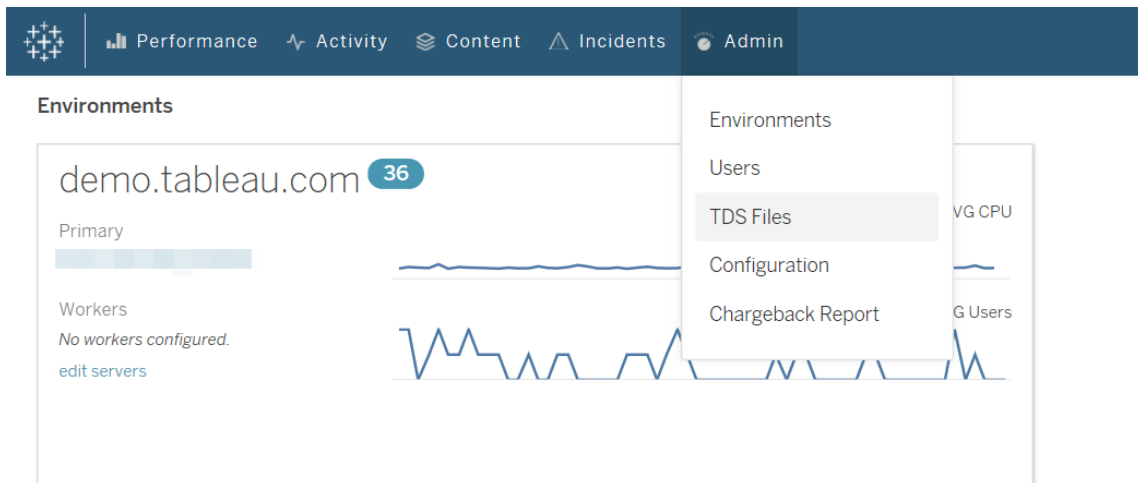 Performance Activity Content Incidents Admin
Environments
demo.tableau.com 36
Primary
Workers
No workers configured.
edit servers
Environments
Users
TDS Files
Configuration
Chargeback Report
VG CPU
G Users